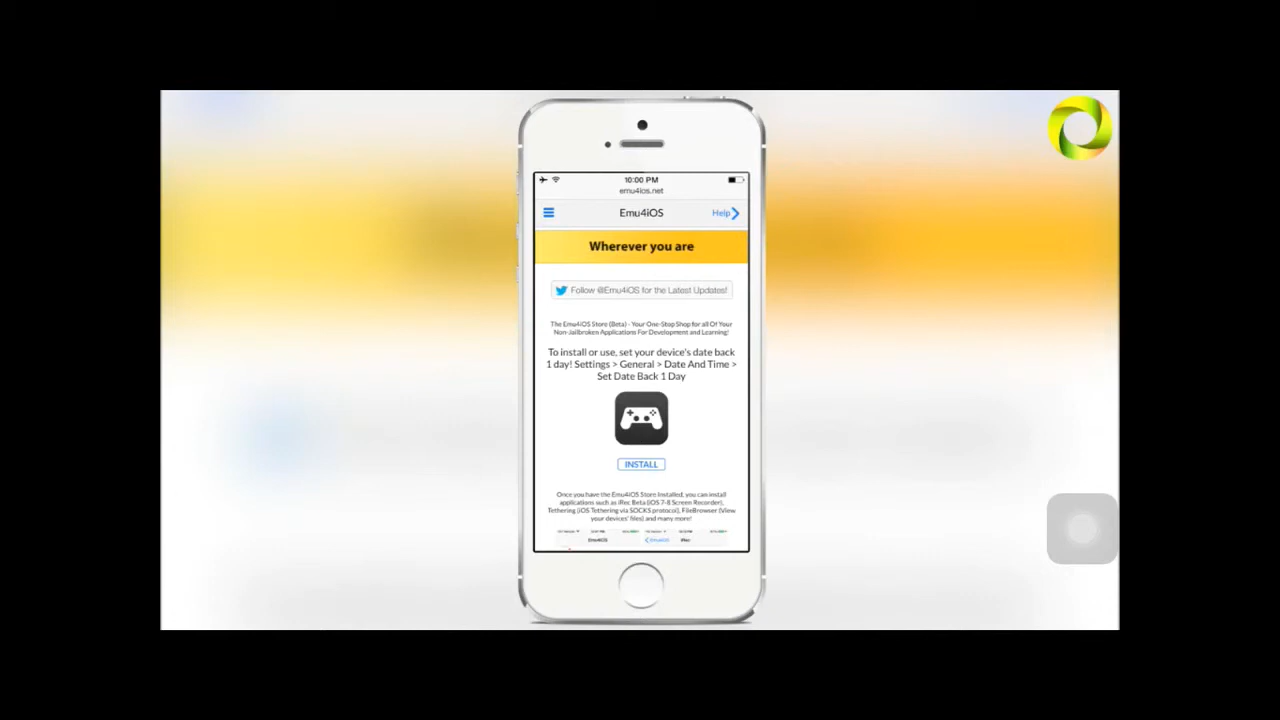 10:00 PM
emu4ios.net
Emu4iOS
Help
Wherever you are
Follow @Emu4iOS for the Latest Updates!
The Emu4iOS Store (Beta) - Your One-Stop Shop for all Of Your
Non-Jailbroken Applications For Development and Learning!
To install or use, set your device's date back
1 day! Settings > General > Date And Time >
Set Date Back 1 Day
INSTALL
Once you have the Emu4iOS Store Installed, you can install
applications such as iRec Beta (iOS 7-8 Screen Recorder),
Tethering (iOS Tethering via SOCKS protocol), FileBrowser (View
your devices' files) and many more!
Emu4iOS
Emu4iOS
iRec